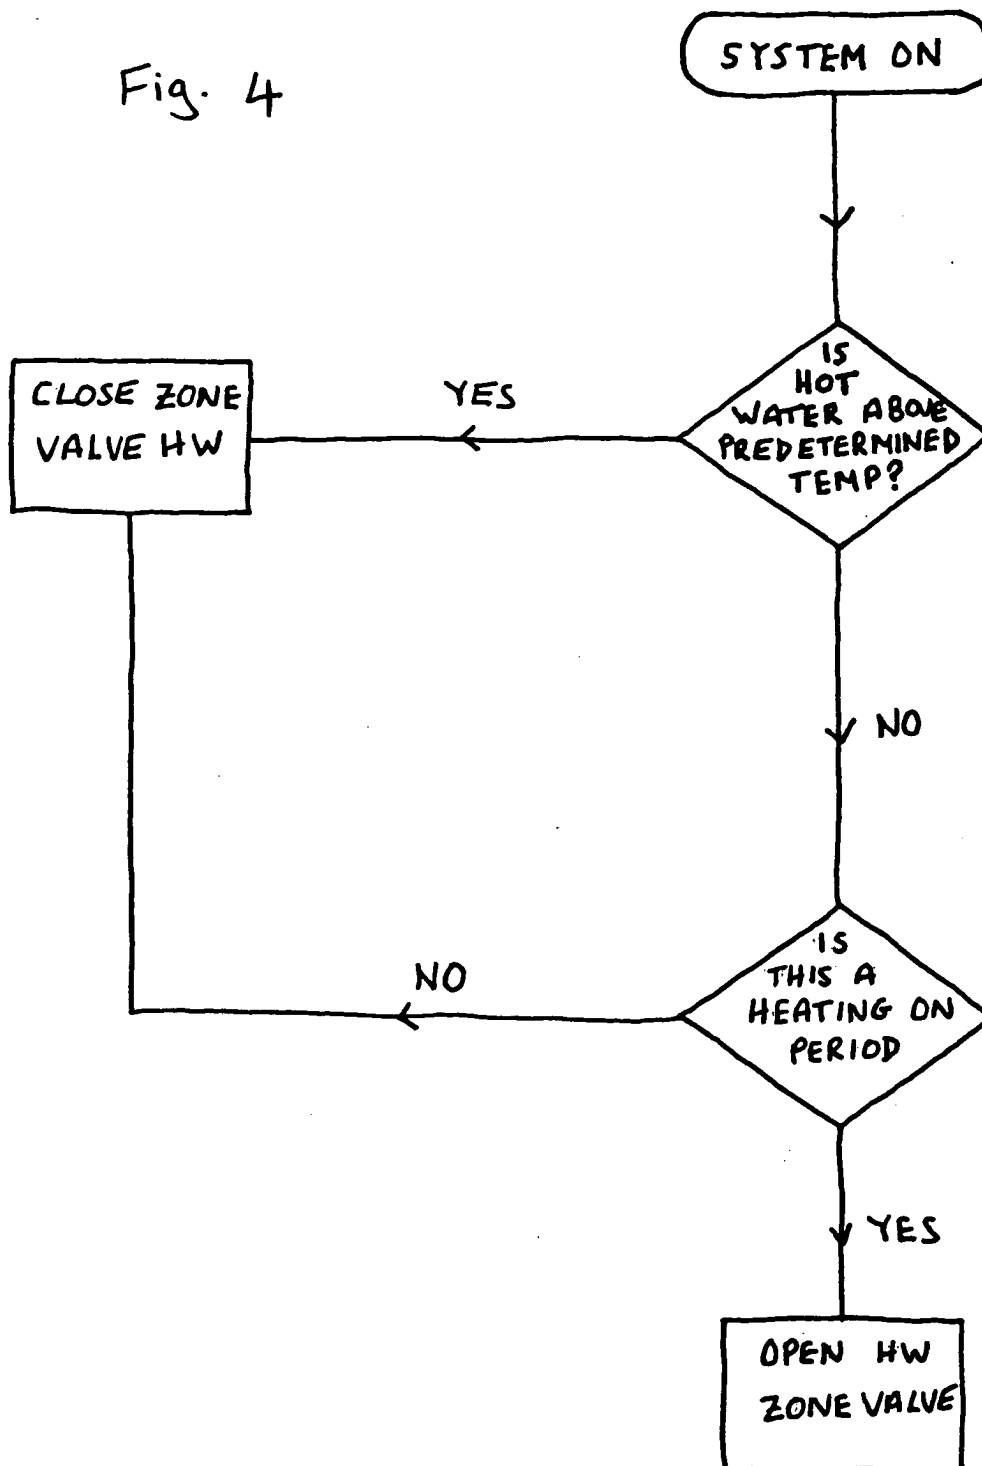 Fig. 4
SYSTEM ON
IS
HOT
WATER ABOVE
PREDETERMINED
TEMP?
YES
CLOSE ZONE
VALVE HW
NO
IS
THIS A
HEATING ON
PERIOD
NO
YES
OPEN HW
ZONE VALVE